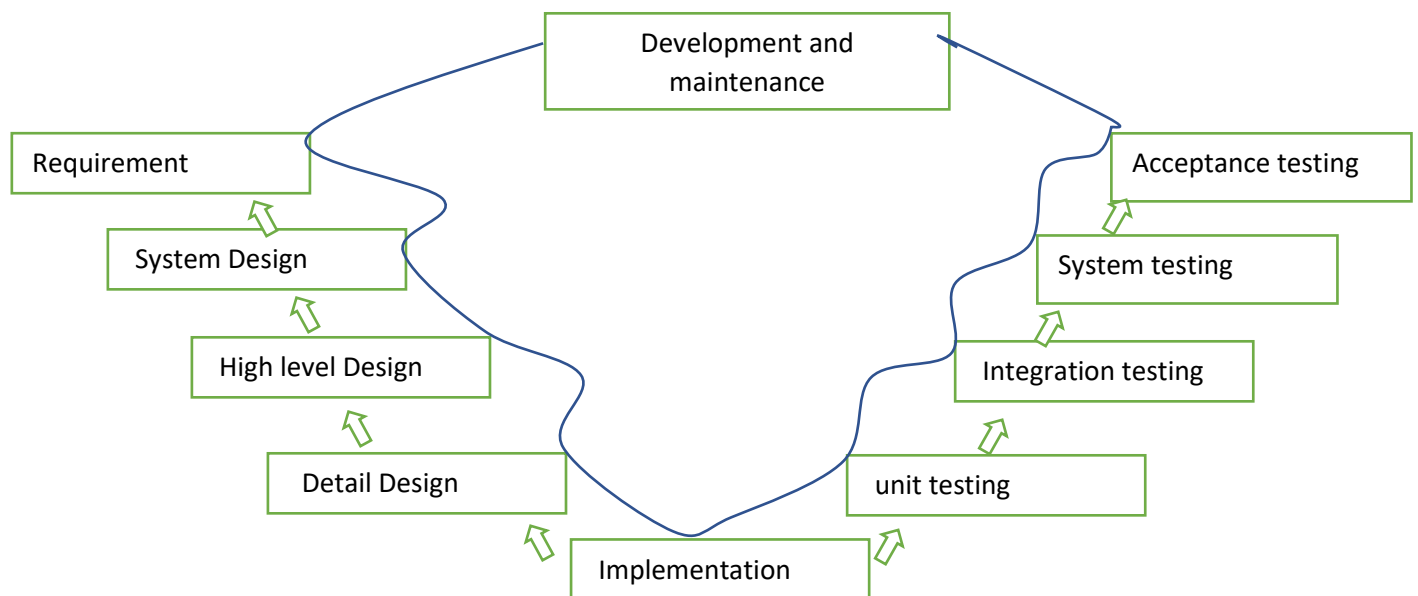 Development and
maintenance
Requirement
Acceptance testing
System Design
System testing
High level Design
Integration testing
Detail Design
unit testing
Implementation